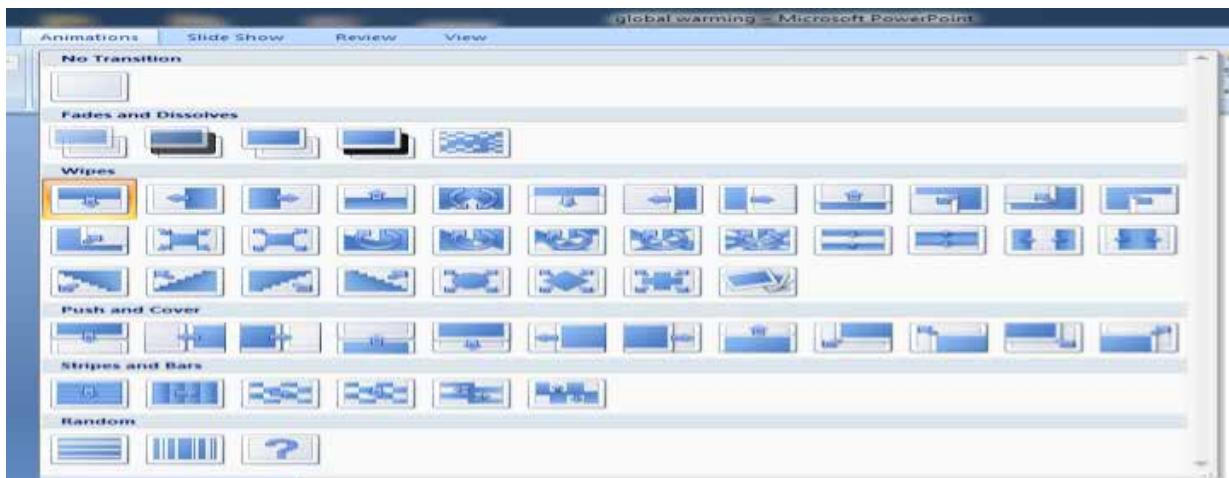 global warming - Microsoft PowerPoint
Animations Slide Show Review View
No Transition
Fades and Dissolves
Wipes
Push and Cover
Stripes and Bars
Random
?